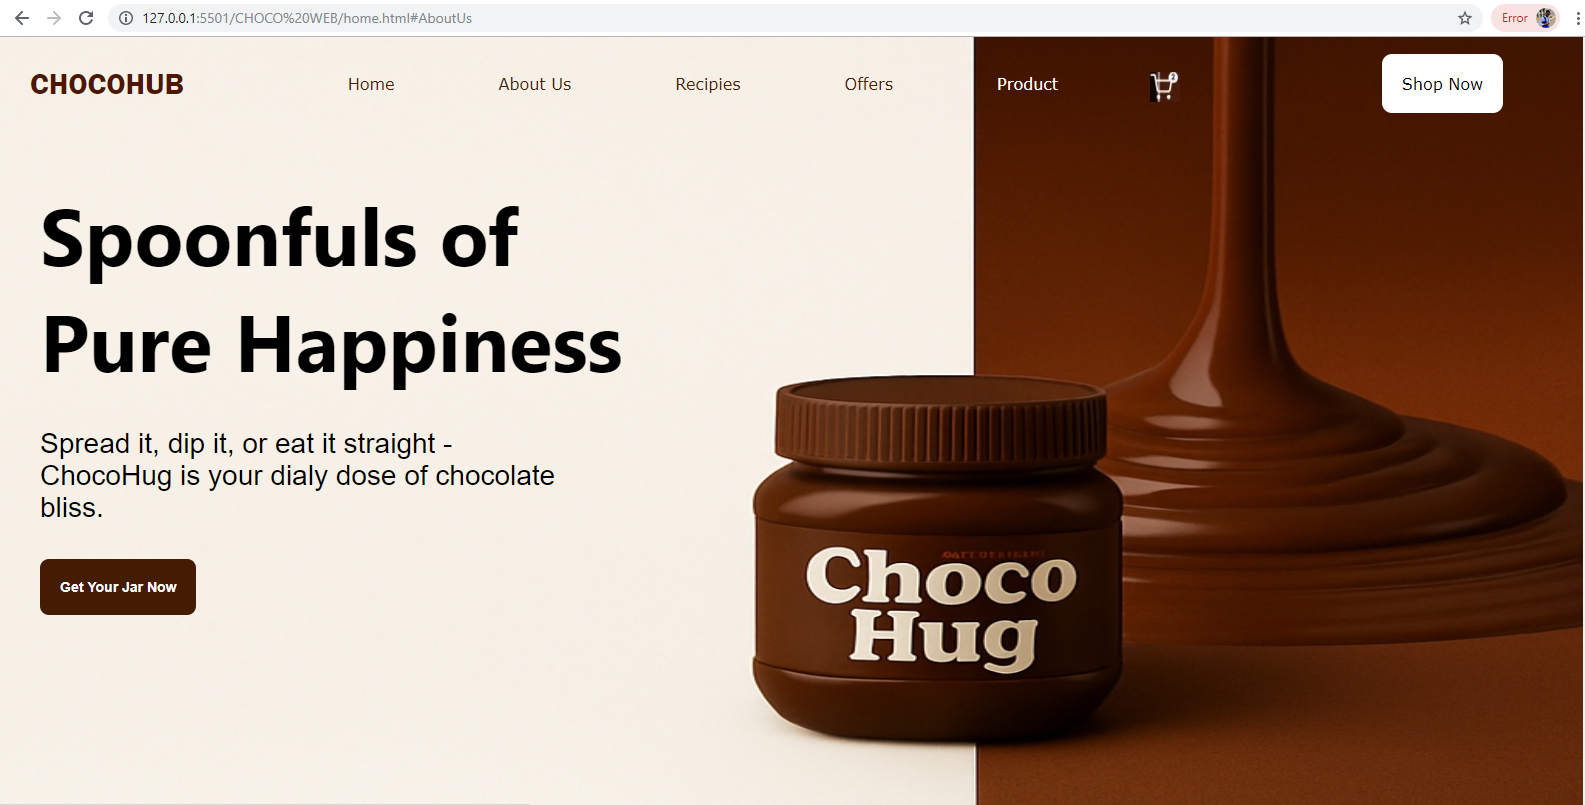 127.0.0.1:5501/CHOCO%20WEB/home.html#AboutUs
Error
CHOCOHUB
Home
About Us
Recipies
Offers
Product
2
Shop Now
Spoonfuls of
Pure Happiness
Spread it, dip it, or eat it straight -
ChocoHug is your dialy dose of chocolate
bliss.
Get Your Jar Now
Choco
Hug